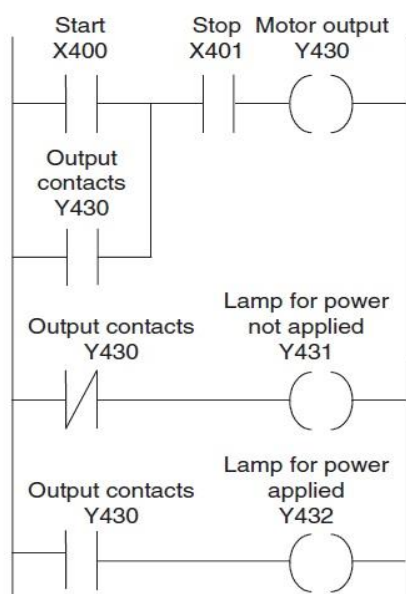 Start
X400
Stop
X401
Motor output
Y430
Output
contacts
Y430
Output contacts
Y430
Lamp for power
not applied
Y431
Output contacts
Y430
Lamp for power
applied
Y432